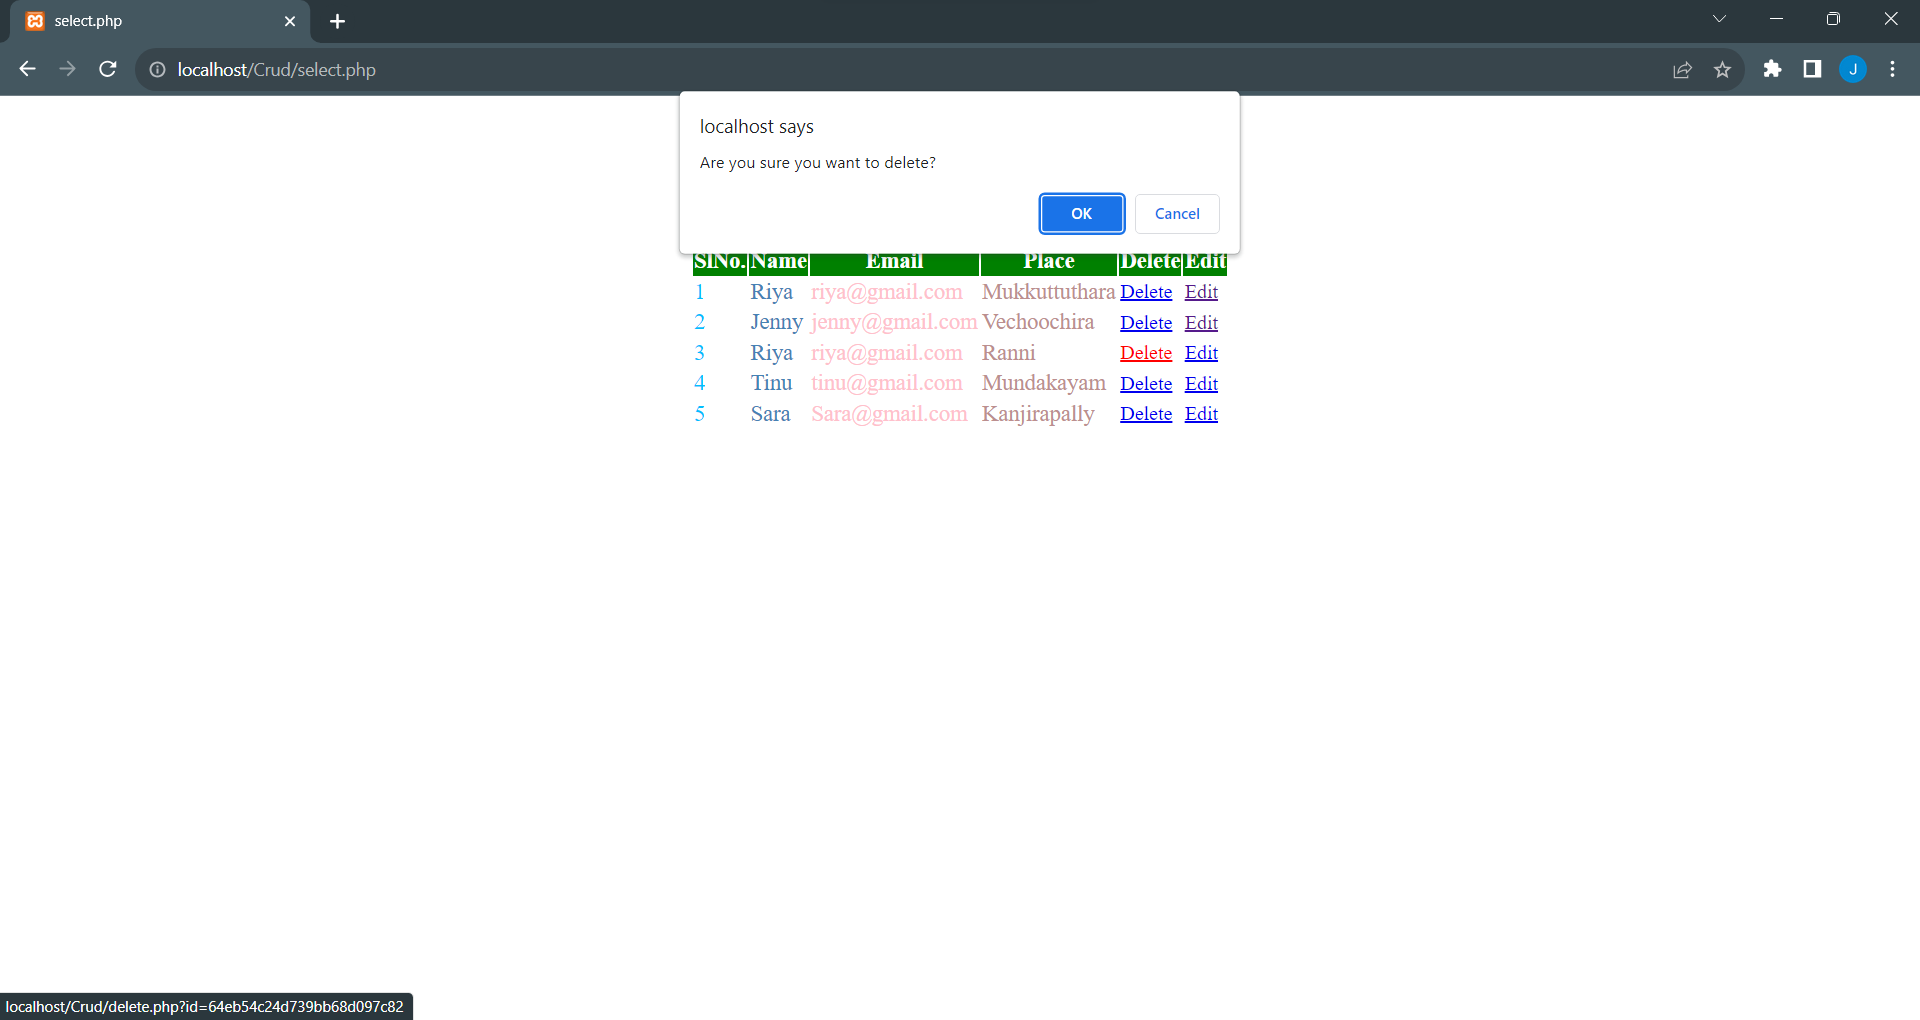 select.php
localhost/Crud/select.php
J
localhost says
Are you sure you want to delete?
OK Cancel
SlNo. Name Email Place Delete Edit
1 Riya riya@gmail.com Mukkuttuthara Delete Edit
2 Jenny jenny@gmail.com Vechoochira Delete Edit
3 Riya riya@gmail.com Ranni Delete Edit
4 Tinu tinu@gmail.com Mundakayam Delete Edit
5 Sara Sara@gmail.com Kanjirapally Delete Edit
localhost/Crud/delete.php?id=64eb54c24d739bb68d097c82